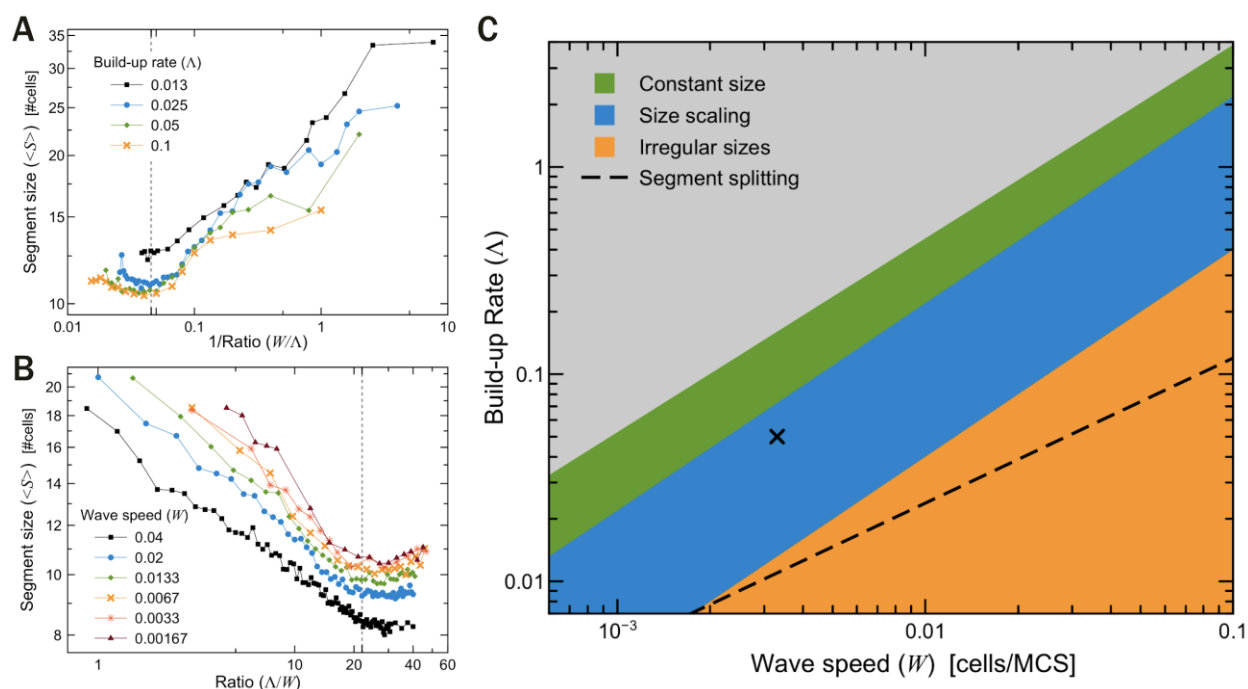 A
35
30
25
20
15
10
Segment size (<S>) [#cells]
Build-up rate (Λ)
0.013
0.025
0.05
0.1
0.01
0.1
1
10
1/Ratio (W/Λ)
B
20
18
16
14
12
10
8
Segment size (<S>) [#cells]
Wave speed (W)
0.04
0.02
0.0133
0.0067
0.0033
0.00167
1
10
20
22
40
60
Ratio (Λ/W)
C
Constant size
Size scaling
Irregular sizes
Segment splitting
1
0.1
0.01
Build-up Rate (Λ)
10⁻³
0.01
0.1
Wave speed (W) [cells/MCS]